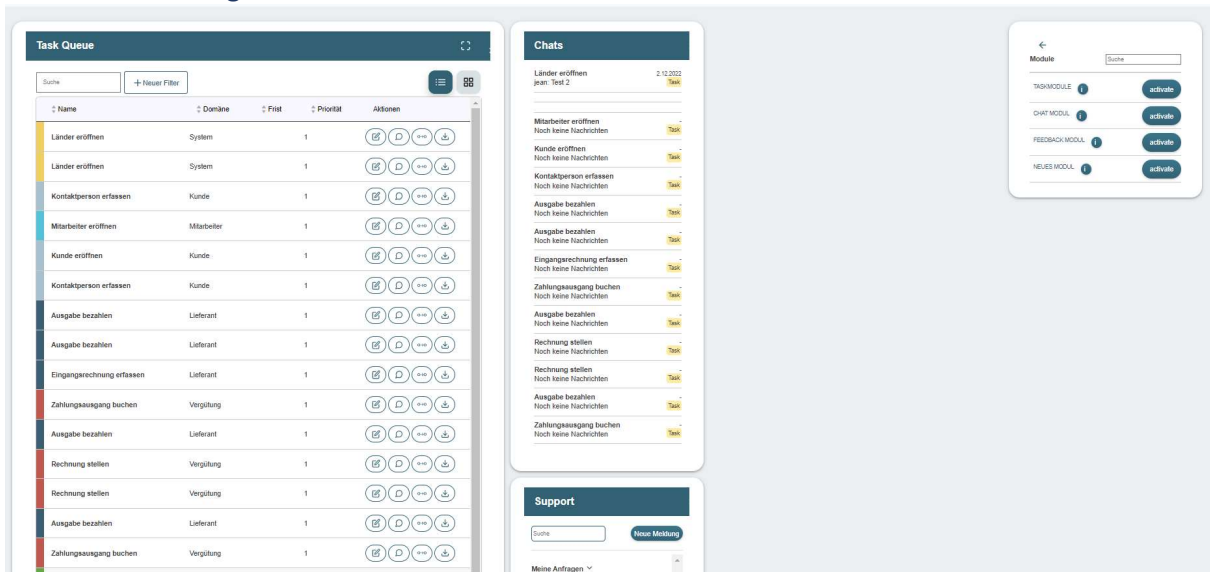 Task Queue
Suche
+ Neuer Filter
Name Domäne Frist Priorität Aktionen
Länder eröffnen System 1
Länder eröffnen System 1
Kontaktperson erfassen Kunde 1
Mitarbeiter eröffnen Mitarbeiter 1
Kunde eröffnen Kunde 1
Kontaktperson erfassen Kunde 1
Ausgabe bezahlen Lieferant 1
Ausgabe bezahlen Lieferant 1
Eingangsrechnung erfassen Lieferant 1
Zahlungsausgang buchen Vergütung 1
Ausgabe bezahlen Lieferant 1
Rechnung stellen Vergütung 1
Rechnung stellen Vergütung 1
Ausgabe bezahlen Lieferant 1
Zahlungsausgang buchen Vergütung 1
Chats
Länder eröffnen 2.12.2022
jean: Test 2 Task
Mitarbeiter eröffnen -
Noch keine Nachrichten Task
Kunde eröffnen -
Noch keine Nachrichten Task
Kontaktperson erfassen -
Noch keine Nachrichten Task
Ausgabe bezahlen -
Noch keine Nachrichten Task
Ausgabe bezahlen -
Noch keine Nachrichten Task
Eingangsrechnung erfassen -
Noch keine Nachrichten Task
Zahlungsausgang buchen -
Noch keine Nachrichten Task
Ausgabe bezahlen -
Noch keine Nachrichten Task
Rechnung stellen -
Noch keine Nachrichten Task
Rechnung stellen -
Noch keine Nachrichten Task
Ausgabe bezahlen -
Noch keine Nachrichten Task
Zahlungsausgang buchen -
Noch keine Nachrichten Task
Support
Suche
Neue Meldung
Meine Anfragen
Module
Suche
TASKMODULE i activate
CHAT MODUL i activate
FEEDBACK MODUL i activate
NEUES MODUL i activate